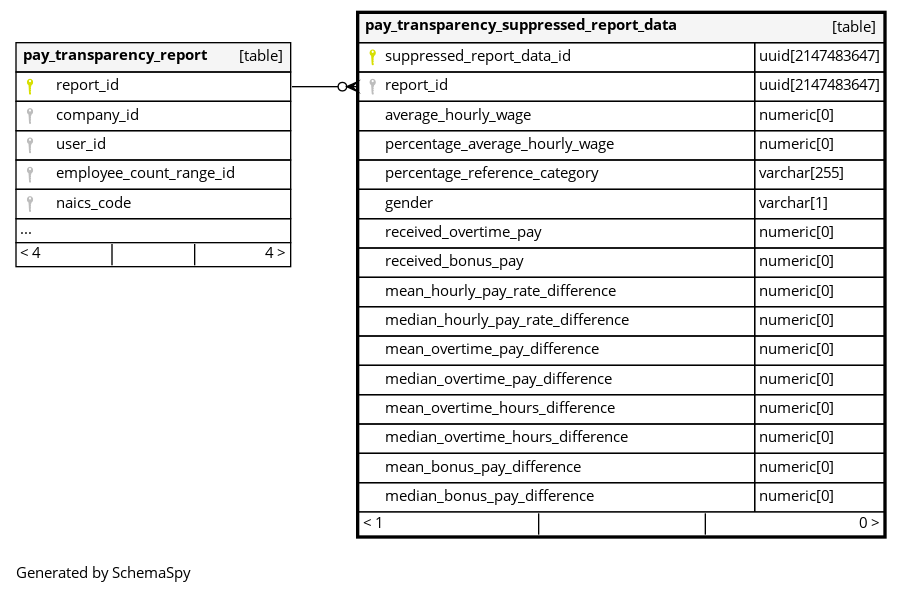 pay_transparency_report [table]
report_id
company_id
user_id
employee_count_range_id
naics_code
...
< 4 4 >
pay_transparency_suppressed_report_data [table]
suppressed_report_data_id uuid[2147483647]
report_id uuid[2147483647]
average_hourly_wage numeric[0]
percentage_average_hourly_wage numeric[0]
percentage_reference_category varchar[255]
gender varchar[1]
received_overtime_pay numeric[0]
received_bonus_pay numeric[0]
mean_hourly_pay_rate_difference numeric[0]
median_hourly_pay_rate_difference numeric[0]
mean_overtime_pay_difference numeric[0]
median_overtime_pay_difference numeric[0]
mean_overtime_hours_difference numeric[0]
median_overtime_hours_difference numeric[0]
mean_bonus_pay_difference numeric[0]
median_bonus_pay_difference numeric[0]
< 1 0 >
Generated by SchemaSpy